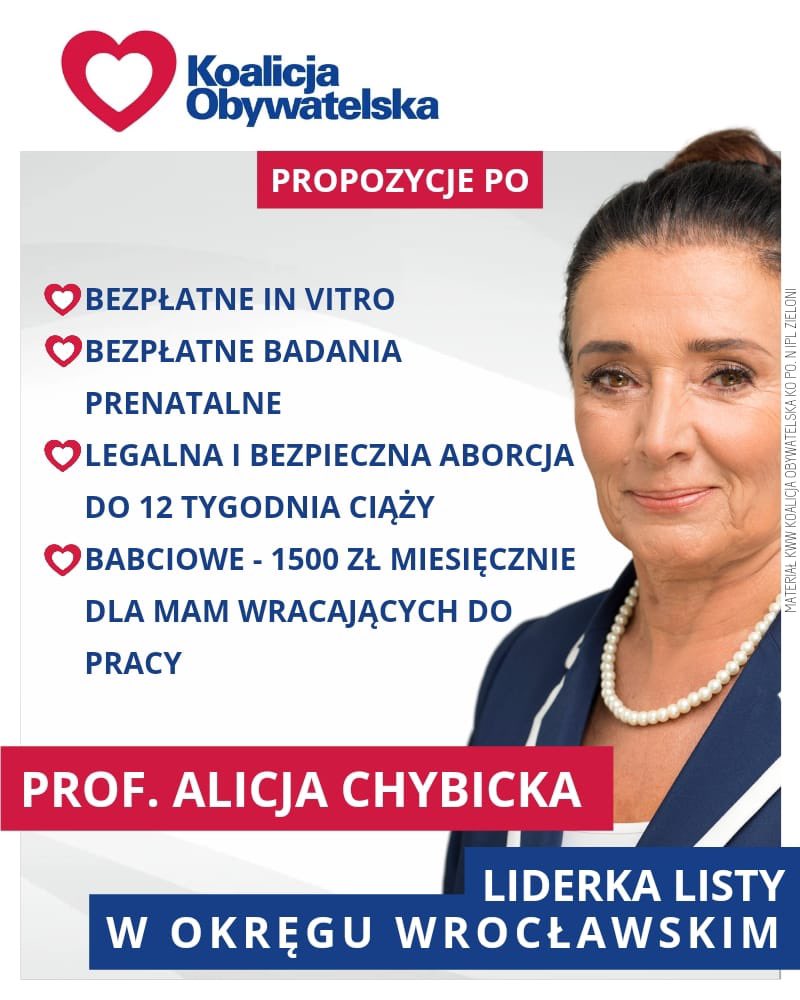 Koalicja
Obywatelska
PROPOZYCJE PO
BEZPŁATNE IN VITRO
BEZPŁATNE BADANIA
PRENATALNE
LEGALNA I BEZPIECZNA ABORCJA
DO 12 TYGODNIA CIĄŻY
BABCIOWE - 1500 ZŁ MIESIĘCZNIE
DLA MAM WRACAJĄCYCH DO
PRACY
MATERIAŁ KWW KOALICJA OBYWATELSKA KO PO. N IPL ZIELONI
PROF. ALICJA CHYBICKA
LIDERKA LISTY
W OKRĘGU WROCŁAWSKIM